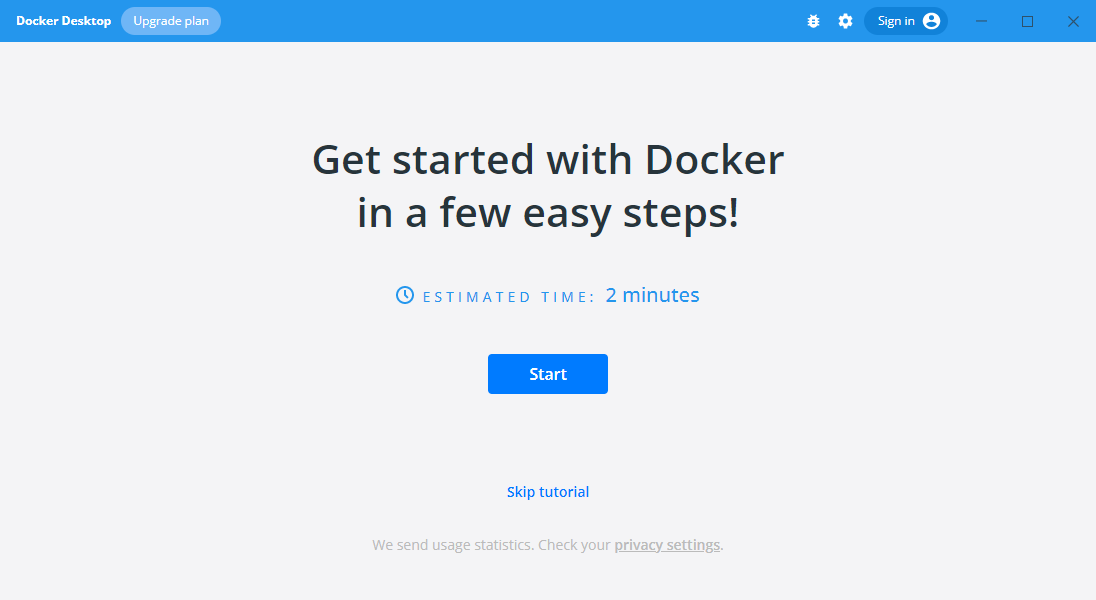 Docker Desktop Upgrade plan Sign in
Get started with Docker
in a few easy steps!
ESTIMATED TIME: 2 minutes
Start
Skip tutorial
We send usage statistics. Check your privacy settings.